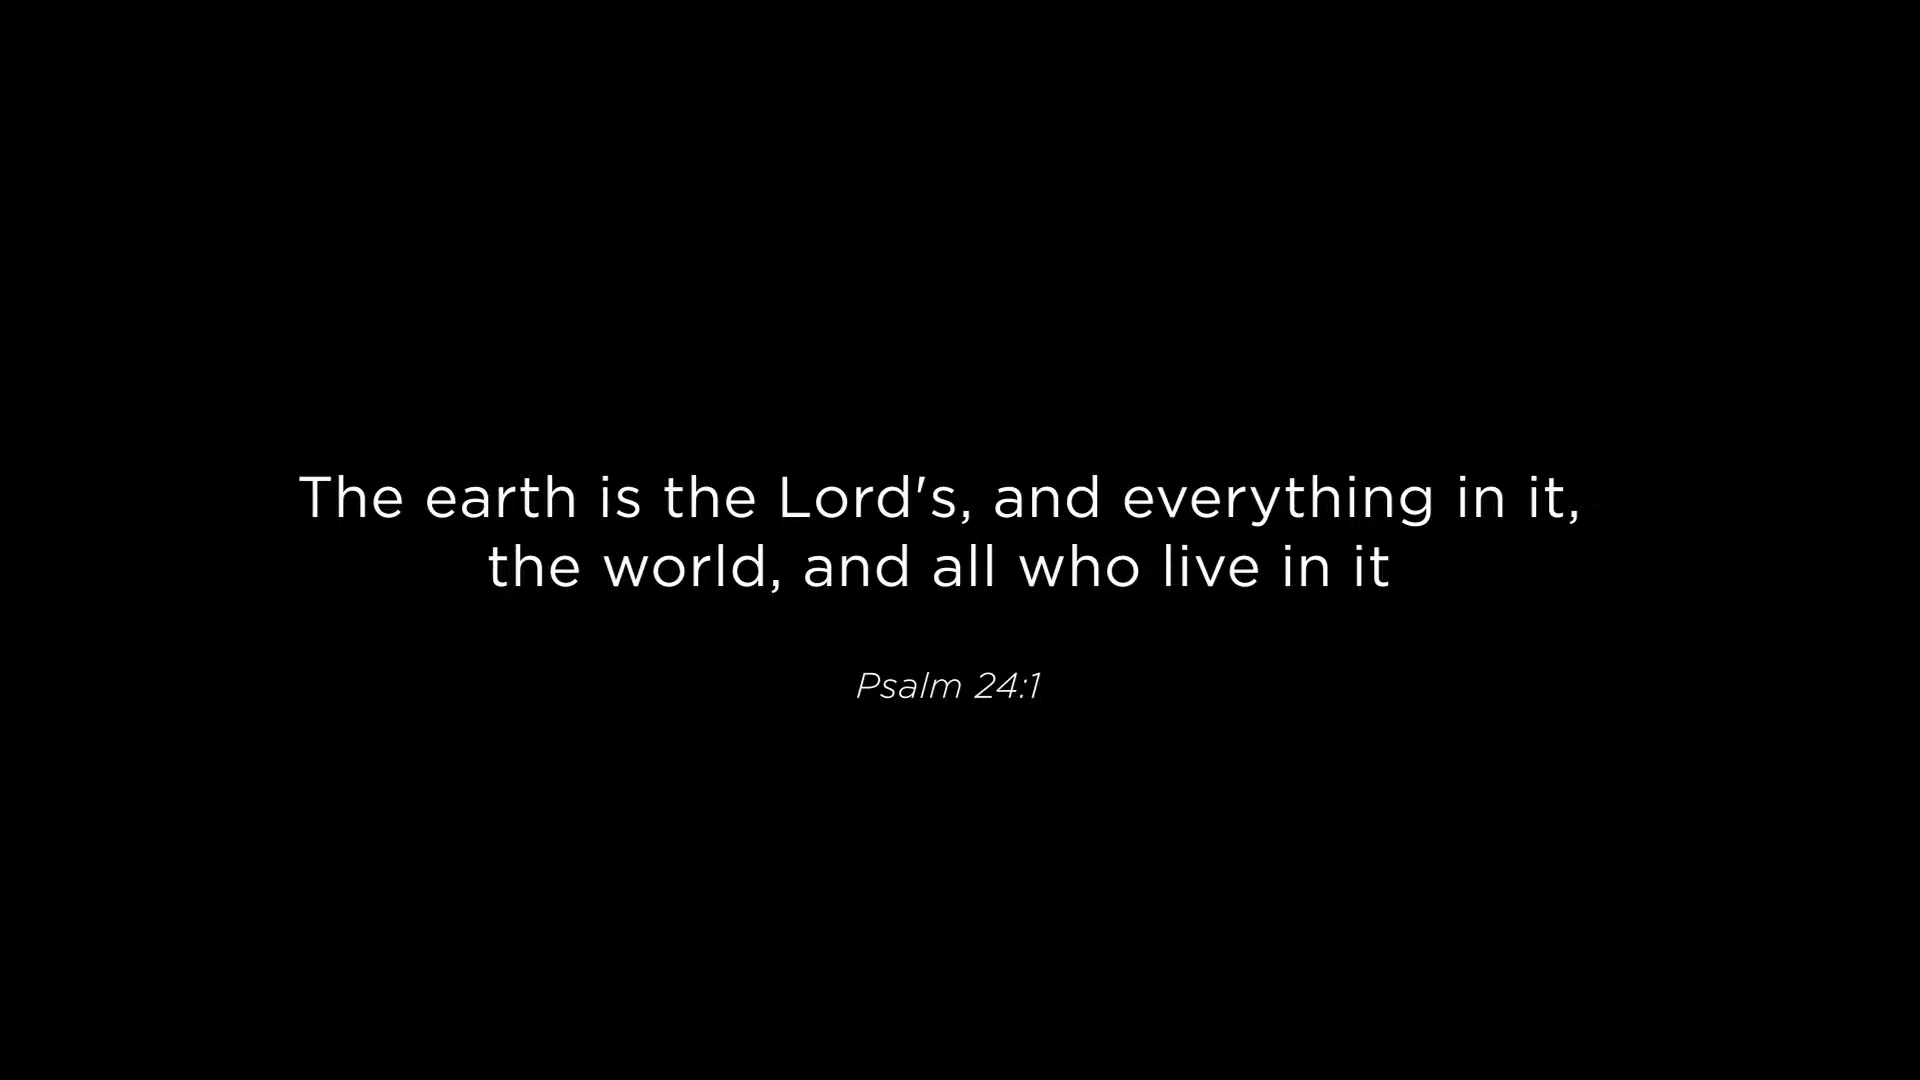 The earth is the Lord's, and everything in it,
the world, and all who live in it
Psalm 24:1